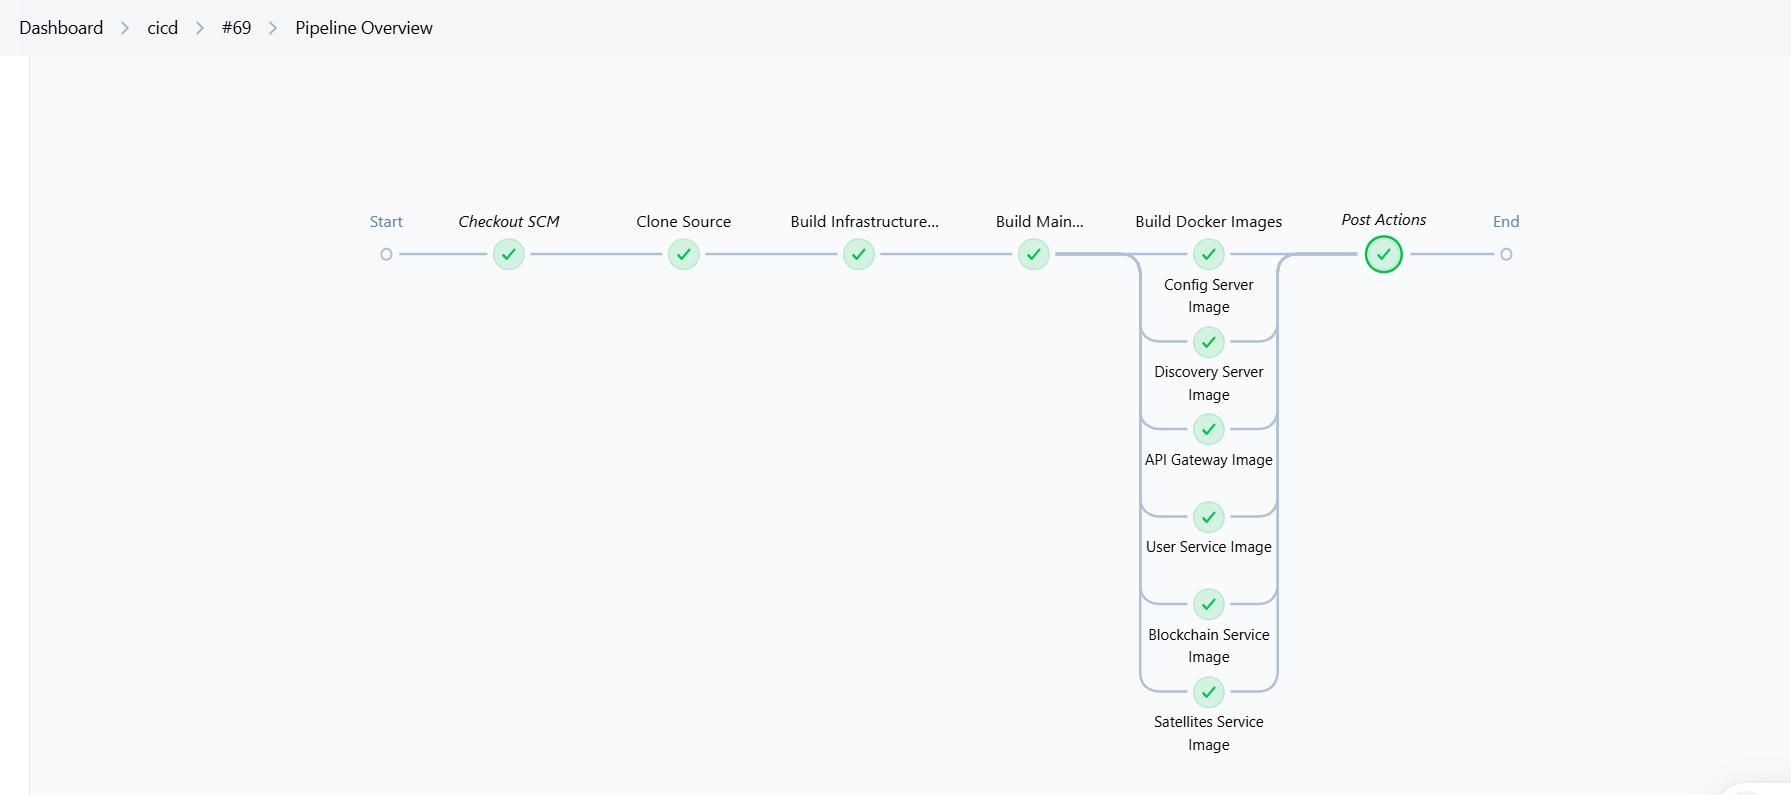 Dashboard > cicd > #69 > Pipeline Overview
Start
Checkout SCM
Clone Source
Build Infrastructure...
Build Main...
Build Docker Images
Post Actions
End
Config Server
Image
Discovery Server
Image
API Gateway Image
User Service Image
Blockchain Service
Image
Satellites Service
Image